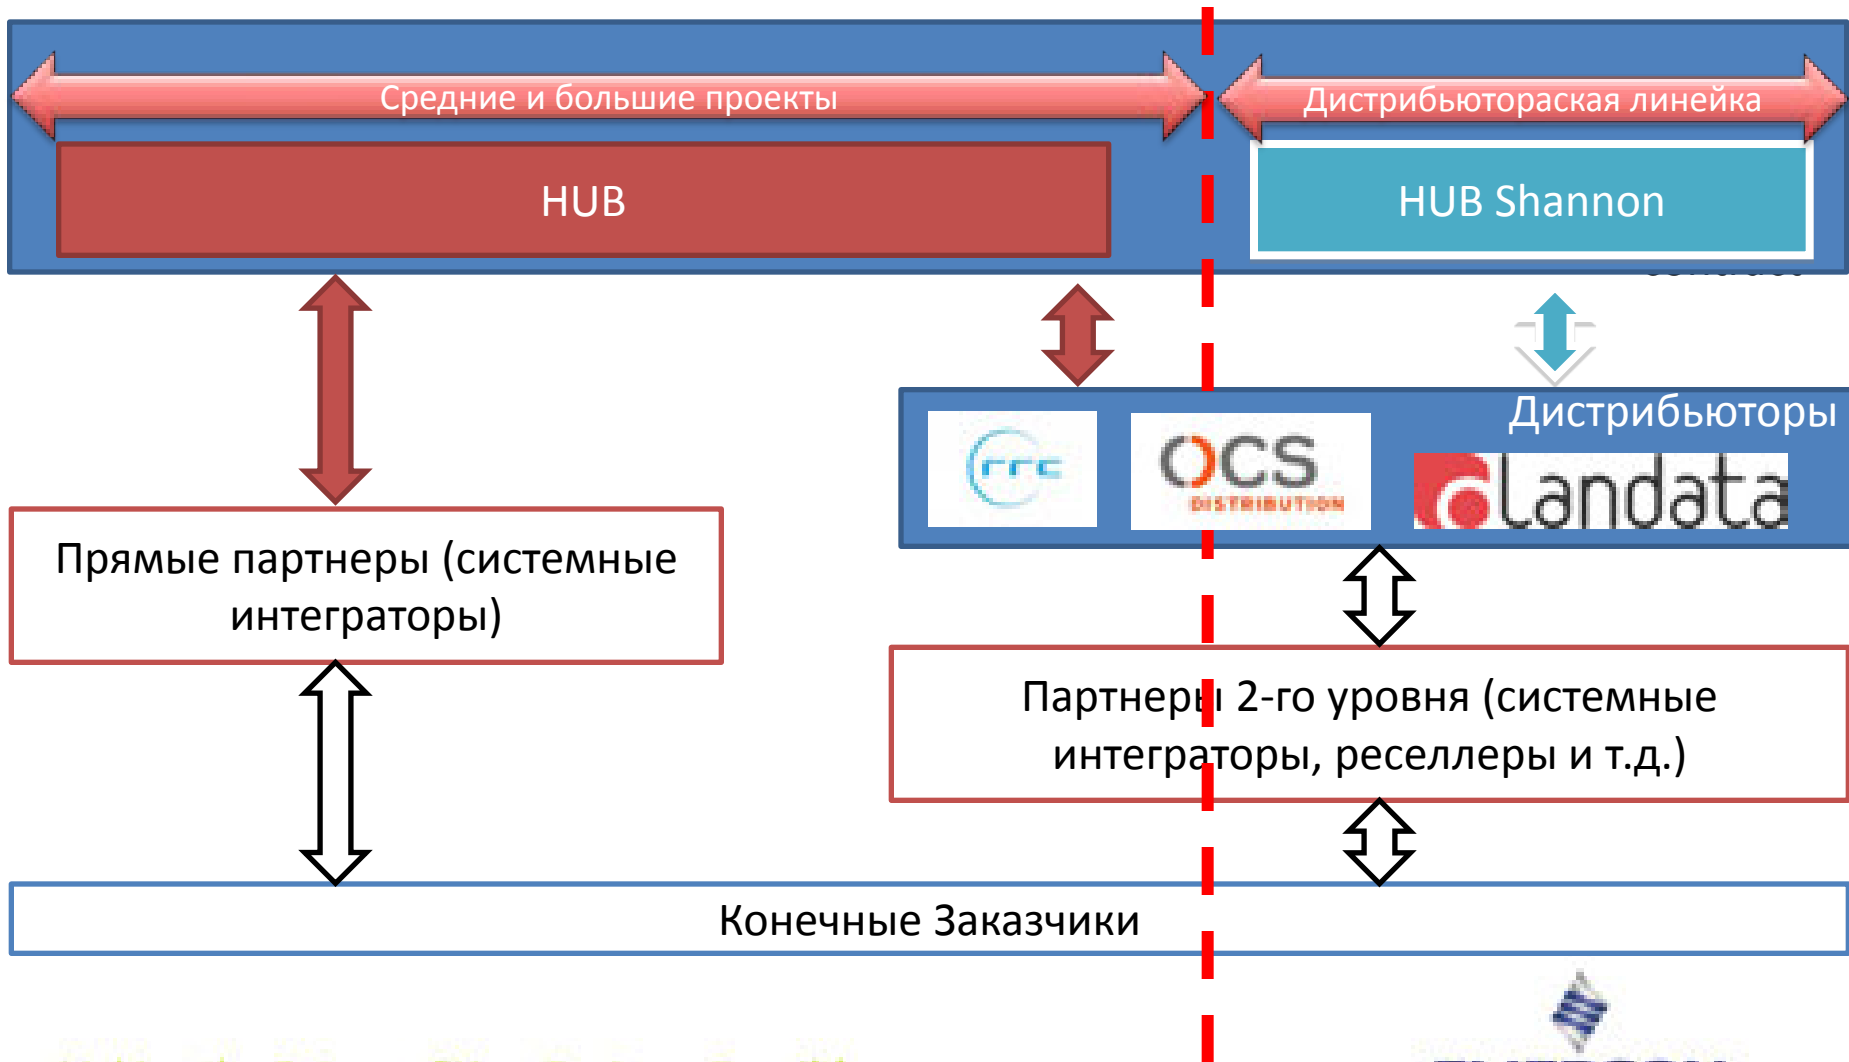 Средние и большие проекты
Дистрибьютораская линейка
HUB
HUB Shannon
Дистрибьюторы
rrc
OCS
DISTRIBUTION
Landata
Прямые партнеры (системные
интеграторы)
Партнеры 2-го уровня (системные
интеграторы, реселлеры и т.д.)
Конечные Заказчики